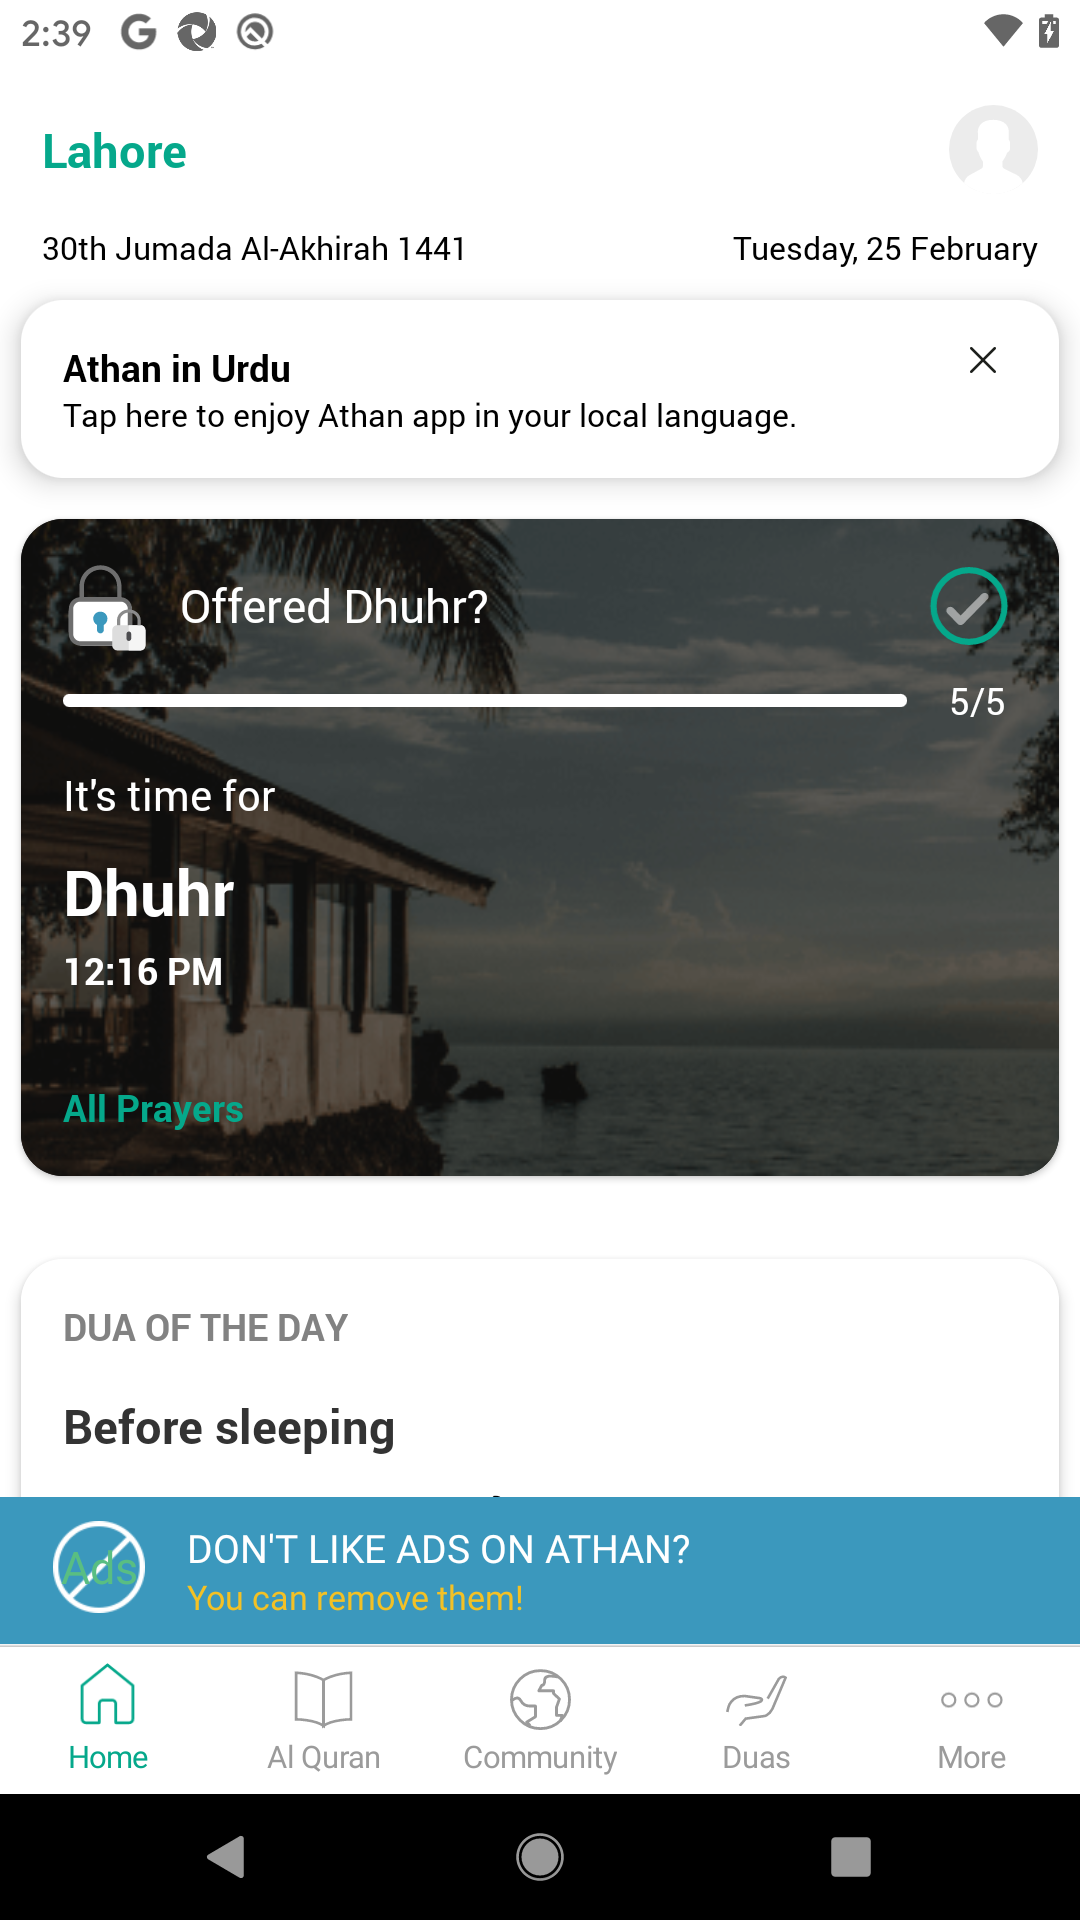 2:39
Lahore
30th Jumada Al-Akhirah 1441
Tuesday, 25 February
Athan in Urdu
Tap here to enjoy Athan app in your local language.
Offered Dhuhr?
5/5
It's time for
Dhuhr
12:16 PM
All Prayers
DUA OF THE DAY
Before sleeping
Ads
DON'T LIKE ADS ON ATHAN?
You can remove them!
Home
Al Quran
Community
Duas
More